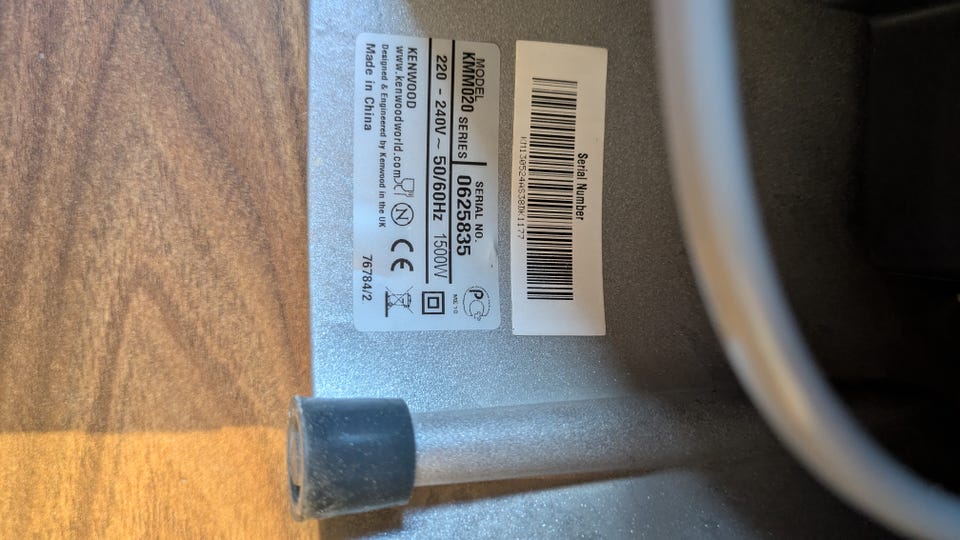 MODEL
KMM020 SERIES
SERIAL NO.
0625835
220 - 240V ~ 50/60Hz 1500W
KENWOOD
www.kenwoodworld.com
Designed & Engineered by Kenwood in the UK
Made in China
76784/2
ME 10
Serial Number